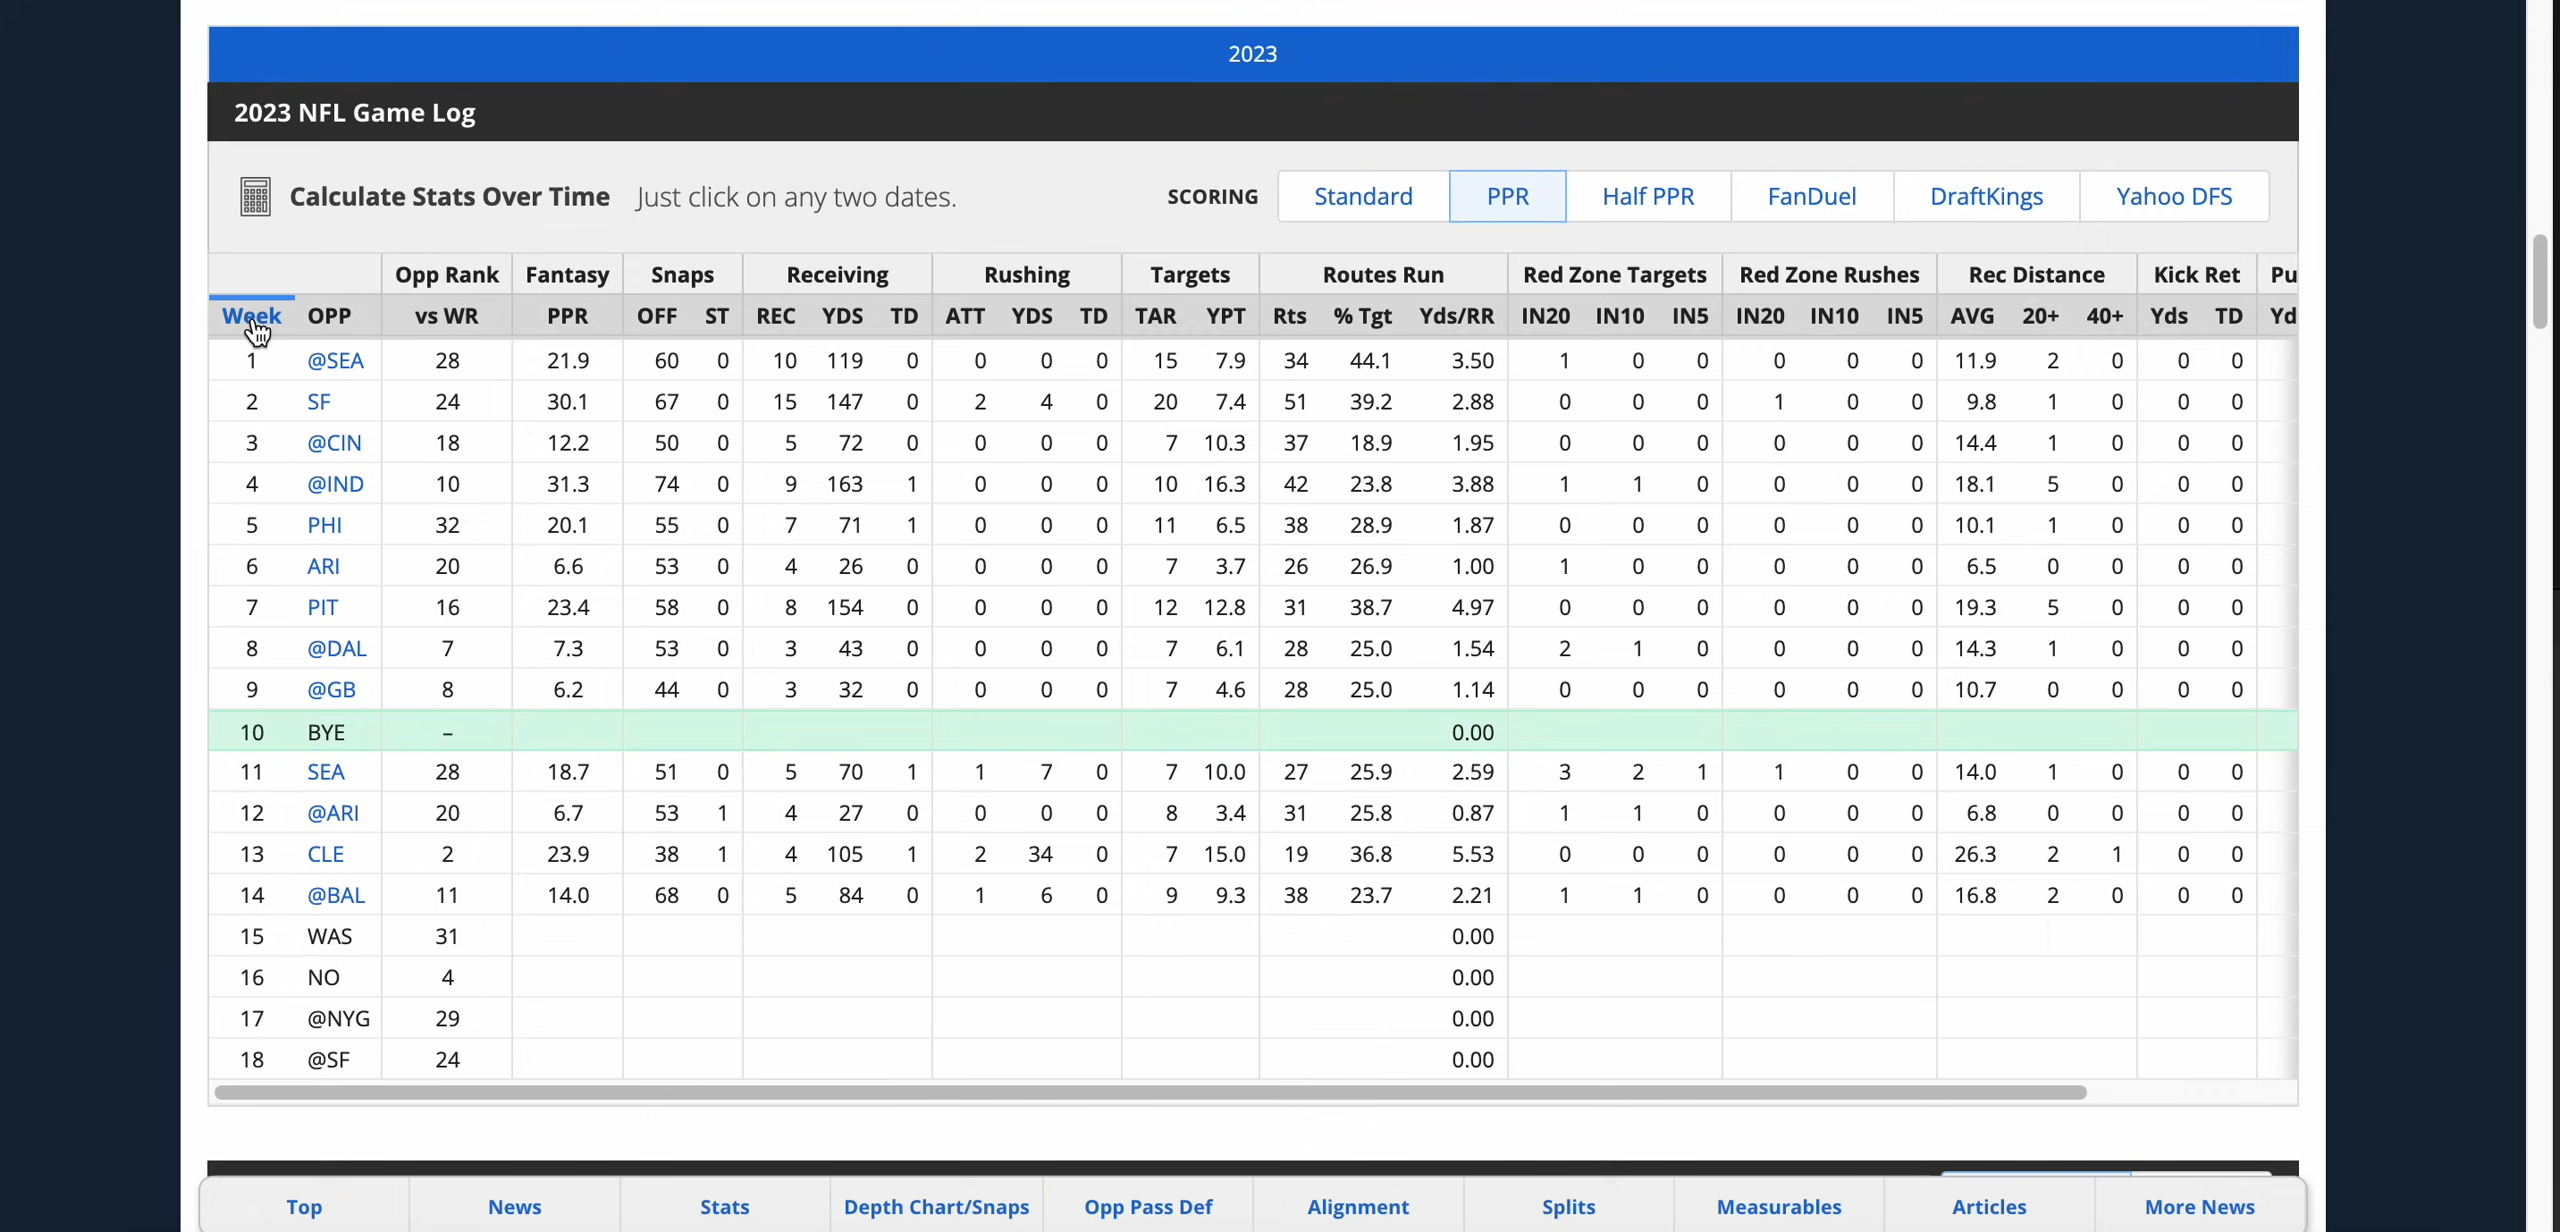 2023
2023 NFL Game Log
Calculate Stats Over Time Just click on any two dates. SCORING Standard PPR Half PPR FanDuel DraftKings Yahoo DFS
Opp Rank Fantasy Snaps Receiving Rushing Targets Routes Run Red Zone Targets Red Zone Rushes Rec Distance Kick Ret Pu
Week OPP vs WR PPR OFF ST REC YDS TD ATT YDS TD TAR YPT Rts % Tgt Yds/RR IN20 IN10 IN5 IN20 IN10 IN5 AVG 20+ 40+ Yds TD Yd
1 @SEA 28 21.9 60 0 10 119 0 0 0 0 15 7.9 34 44.1 3.50 1 0 0 0 0 0 11.9 2 0 0 0
2 SF 24 30.1 67 0 15 147 0 2 4 0 20 7.4 51 39.2 2.88 0 0 0 1 0 0 9.8 1 0 0 0
3 @CIN 18 12.2 50 0 5 72 0 0 0 0 7 10.3 37 18.9 1.95 0 0 0 0 0 0 14.4 1 0 0 0
4 @IND 10 31.3 74 0 9 163 1 0 0 0 10 16.3 42 23.8 3.88 1 1 0 0 0 0 18.1 5 0 0 0
5 PHI 32 20.1 55 0 7 71 1 0 0 0 11 6.5 38 28.9 1.87 0 0 0 0 0 0 10.1 1 0 0 0
6 ARI 20 6.6 53 0 4 26 0 0 0 0 7 3.7 26 26.9 1.00 1 0 0 0 0 0 6.5 0 0 0 0
7 PIT 16 23.4 58 0 8 154 0 0 0 0 12 12.8 31 38.7 4.97 0 0 0 0 0 0 19.3 5 0 0 0
8 @DAL 7 7.3 53 0 3 43 0 0 0 0 7 6.1 28 25.0 1.54 2 1 0 0 0 0 14.3 1 0 0 0
9 @GB 8 6.2 44 0 3 32 0 0 0 0 7 4.6 28 25.0 1.14 0 0 0 0 0 0 10.7 0 0 0 0
10 BYE – 0.00
11 SEA 28 18.7 51 0 5 70 1 1 7 0 7 10.0 27 25.9 2.59 3 2 1 1 0 0 14.0 1 0 0 0
12 @ARI 20 6.7 53 1 4 27 0 0 0 0 8 3.4 31 25.8 0.87 1 1 0 0 0 0 6.8 0 0 0 0
13 CLE 2 23.9 38 1 4 105 1 2 34 0 7 15.0 19 36.8 5.53 0 0 0 0 0 0 26.3 2 1 0 0
14 @BAL 11 14.0 68 0 5 84 0 1 6 0 9 9.3 38 23.7 2.21 1 1 0 0 0 0 16.8 2 0 0 0
15 WAS 31 0.00
16 NO 4 0.00
17 @NYG 29 0.00
18 @SF 24 0.00
Top News Stats Depth Chart/Snaps Opp Pass Def Alignment Splits Measurables Articles More News